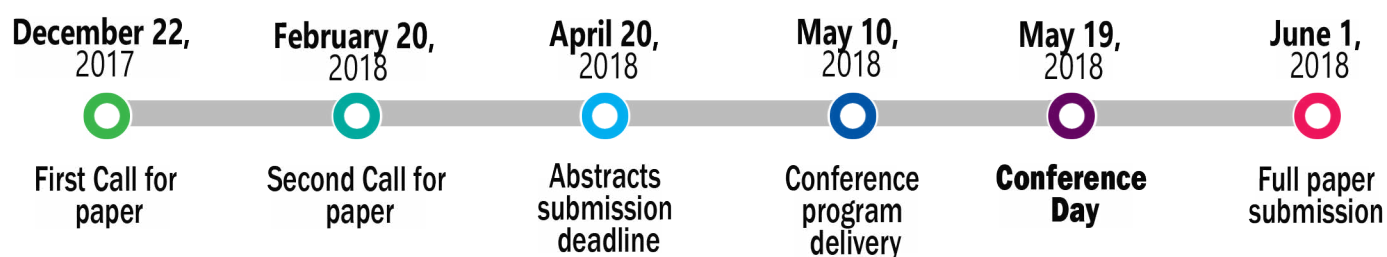 December 22,
2017
First Call for
paper
February 20,
2018
Second Call for
paper
April 20,
2018
Abstracts
submission
deadline
May 10,
2018
Conference
program
delivery
May 19,
2018
Conference
Day
June 1,
2018
Full paper
submission